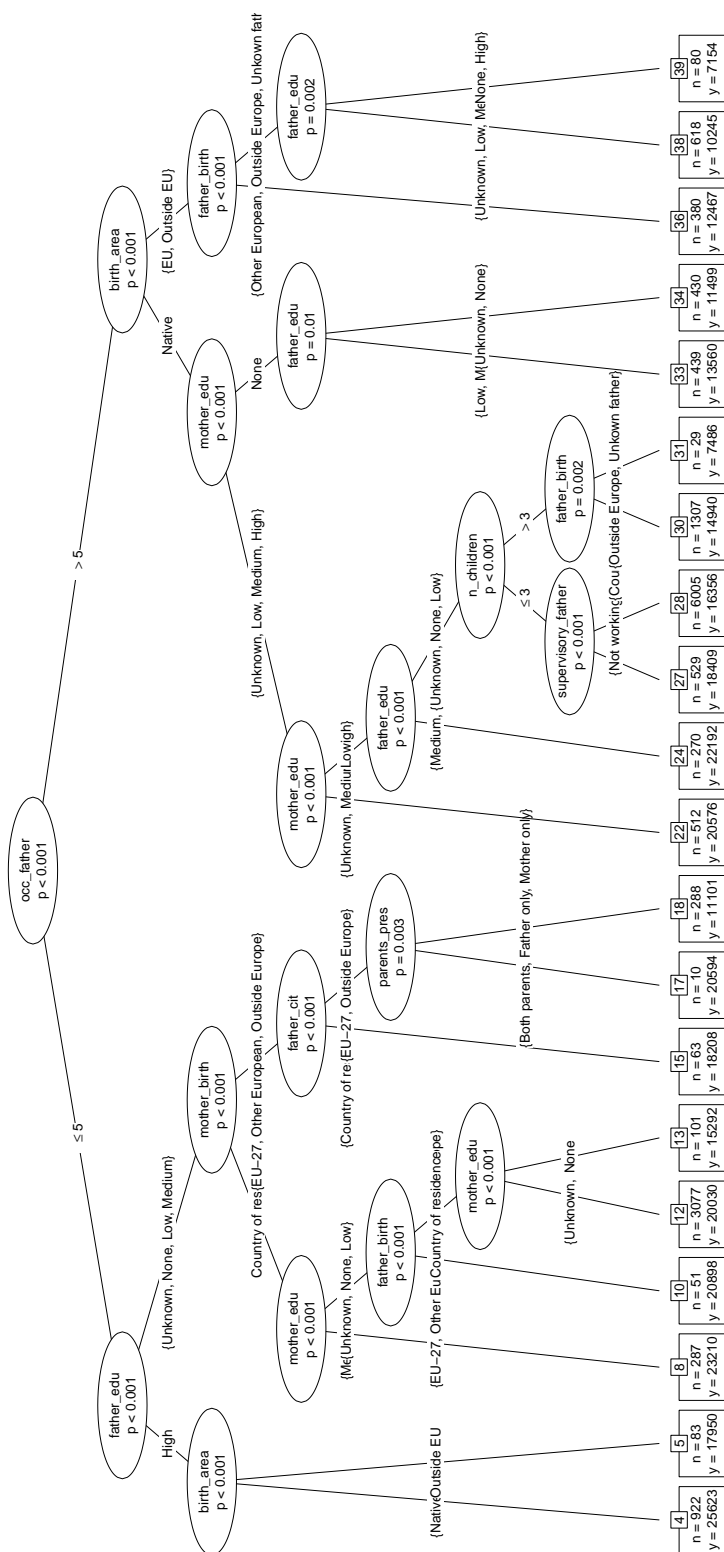 occ_father
p < 0.001
≤ 5
> 5
father_edu
p < 0.001
High
{Unknown, None, Low, Medium}
birth_area
p < 0.001
{Native
Outside EU
4
n = 922
y = 25623
5
n = 83
y = 17950
mother_birth
p < 0.001
Country of res
{EU−27, Other European, Outside Europe}
mother_edu
p < 0.001
{Me
{Unknown, None, Low}
8
n = 287
y = 23210
father_birth
p < 0.001
{EU−27, Other Eu
Country of residence
pe}
10
n = 51
y = 20898
mother_edu
p < 0.001
{Unknown,
None
12
n = 3077
y = 20030
13
n = 101
y = 15292
father_cit
p < 0.001
{Country of re
{EU−27, Outside Europe}
15
n = 63
y = 18208
parents_pres
p = 0.003
{Both parents, Father only, Mother only}
17
n = 10
y = 20594
18
n = 288
y = 11101
birth_area
p < 0.001
Native
{EU, Outside EU}
mother_edu
p < 0.001
{Unknown, Low, Medium, High}
None
mother_edu
p < 0.001
{Unknown, Mediu
Low
igh}
22
n = 512
y = 20576
father_edu
p < 0.001
{Medium,
{Unknown, None, Low}
24
n = 270
y = 22192
n_children
p < 0.001
≤ 3
> 3
supervisory_father
p < 0.001
{Not working
27
n = 529
y = 18409
28
n = 6005
y = 16356
father_birth
p = 0.002
{Cou
{Outside Europe, Unkown father}
30
n = 1307
y = 14940
31
n = 29
y = 7486
father_edu
p = 0.01
{Low, M
{Unknown, None}
33
n = 439
y = 13560
34
n = 430
y = 11499
father_birth
p < 0.001
{Other European, Outside Europe, Unkown fath
36
n = 380
y = 12467
father_edu
p = 0.002
{Unknown, Low, Me
None, High}
38
n = 618
y = 10245
39
n = 80
y = 7154